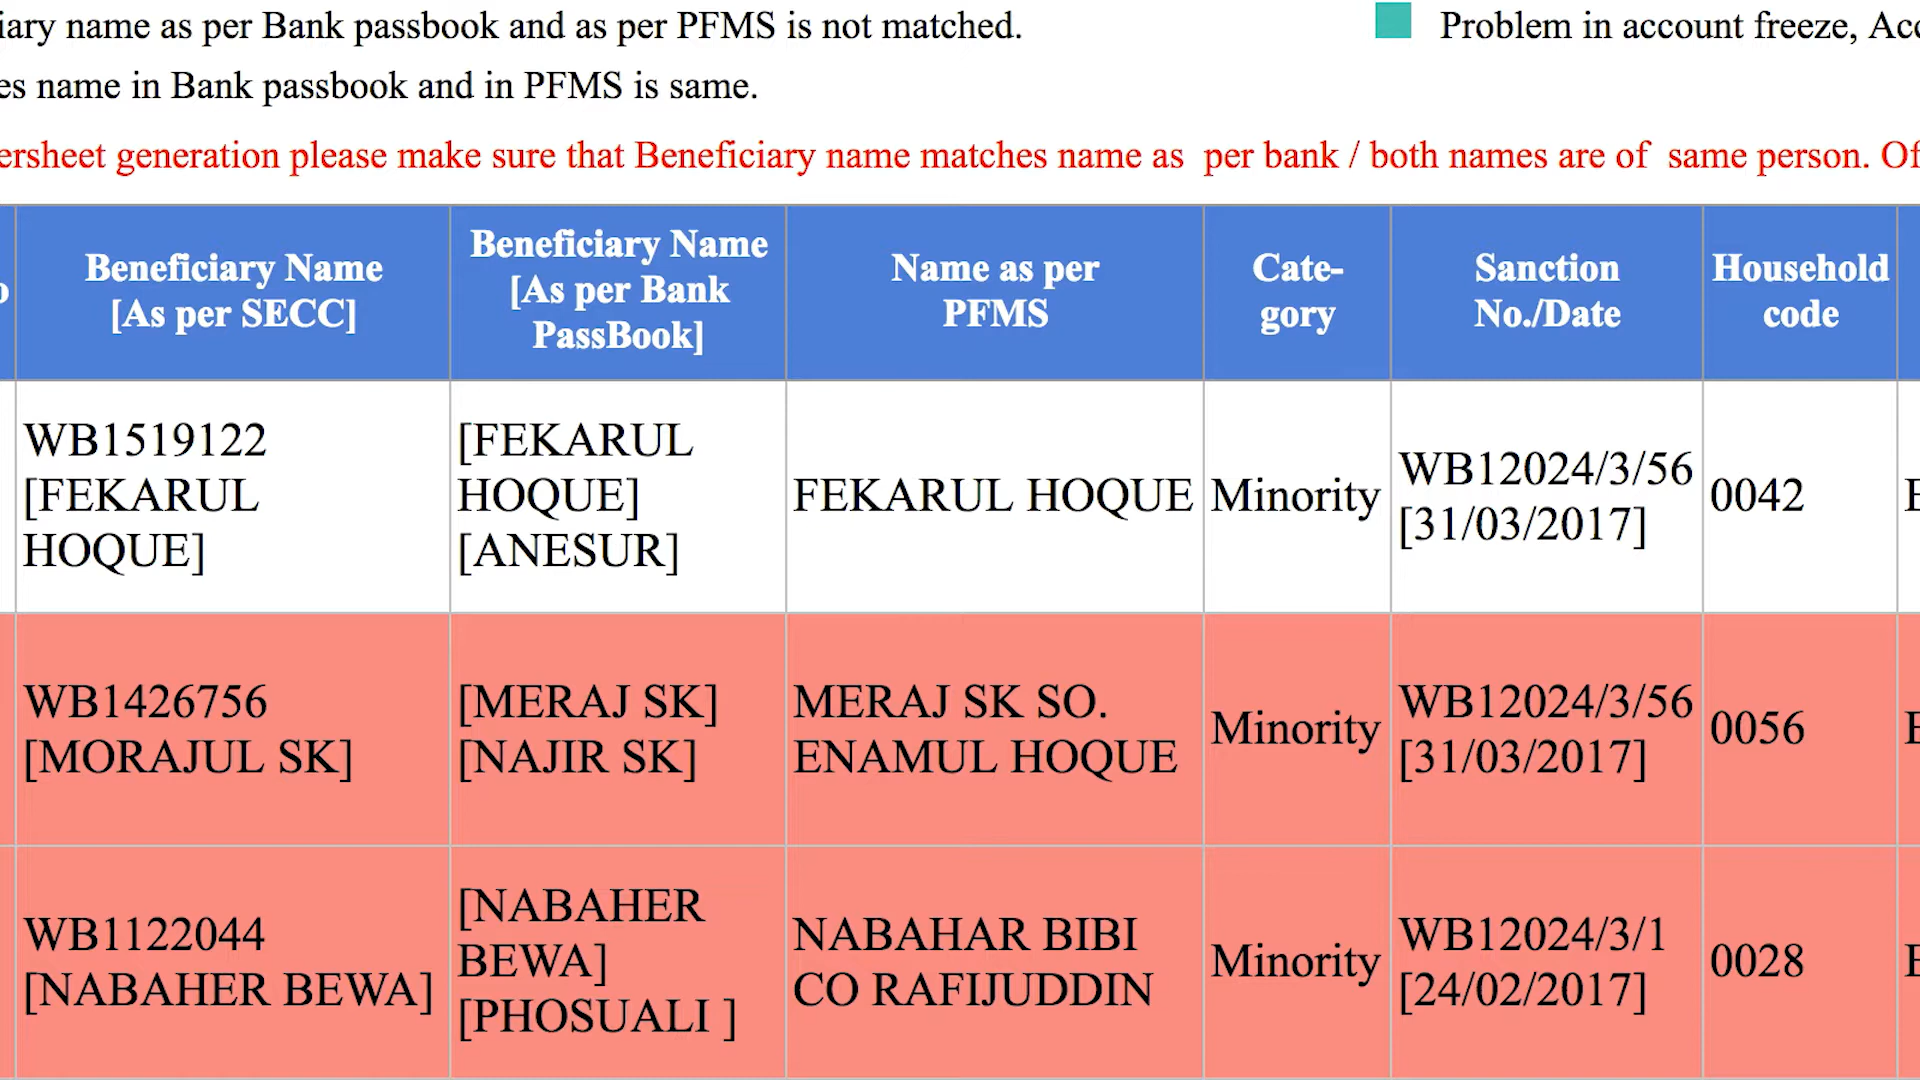 iary name as per Bank passbook and as per PFMS is not matched.
Problem in account freeze, Acc
es name in Bank passbook and in PFMS is same.
ersheet generation please make sure that Beneficiary name matches name as per bank / both names are of same person. Of
Beneficiary Name
[As per SECC]
Beneficiary Name
[As per Bank
PassBook]
Name as per
PFMS
Cate-
gory
Sanction
No./Date
Household
code
WB1519122
[FEKARUL
HOQUE]
[FEKARUL
HOQUE]
[ANESUR]
FEKARUL HOQUE
Minority
WB12024/3/56
[31/03/2017]
0042
WB1426756
[MORAJUL SK]
[MERAJ SK]
[NAJIR SK]
MERAJ SK SO.
ENAMUL HOQUE
Minority
WB12024/3/56
[31/03/2017]
0056
WB1122044
[NABAHER BEWA]
[NABAHER
BEWA]
[PHOSUALI ]
NABAHAR BIBI
CO RAFIJUDDIN
Minority
WB12024/3/1
[24/02/2017]
0028